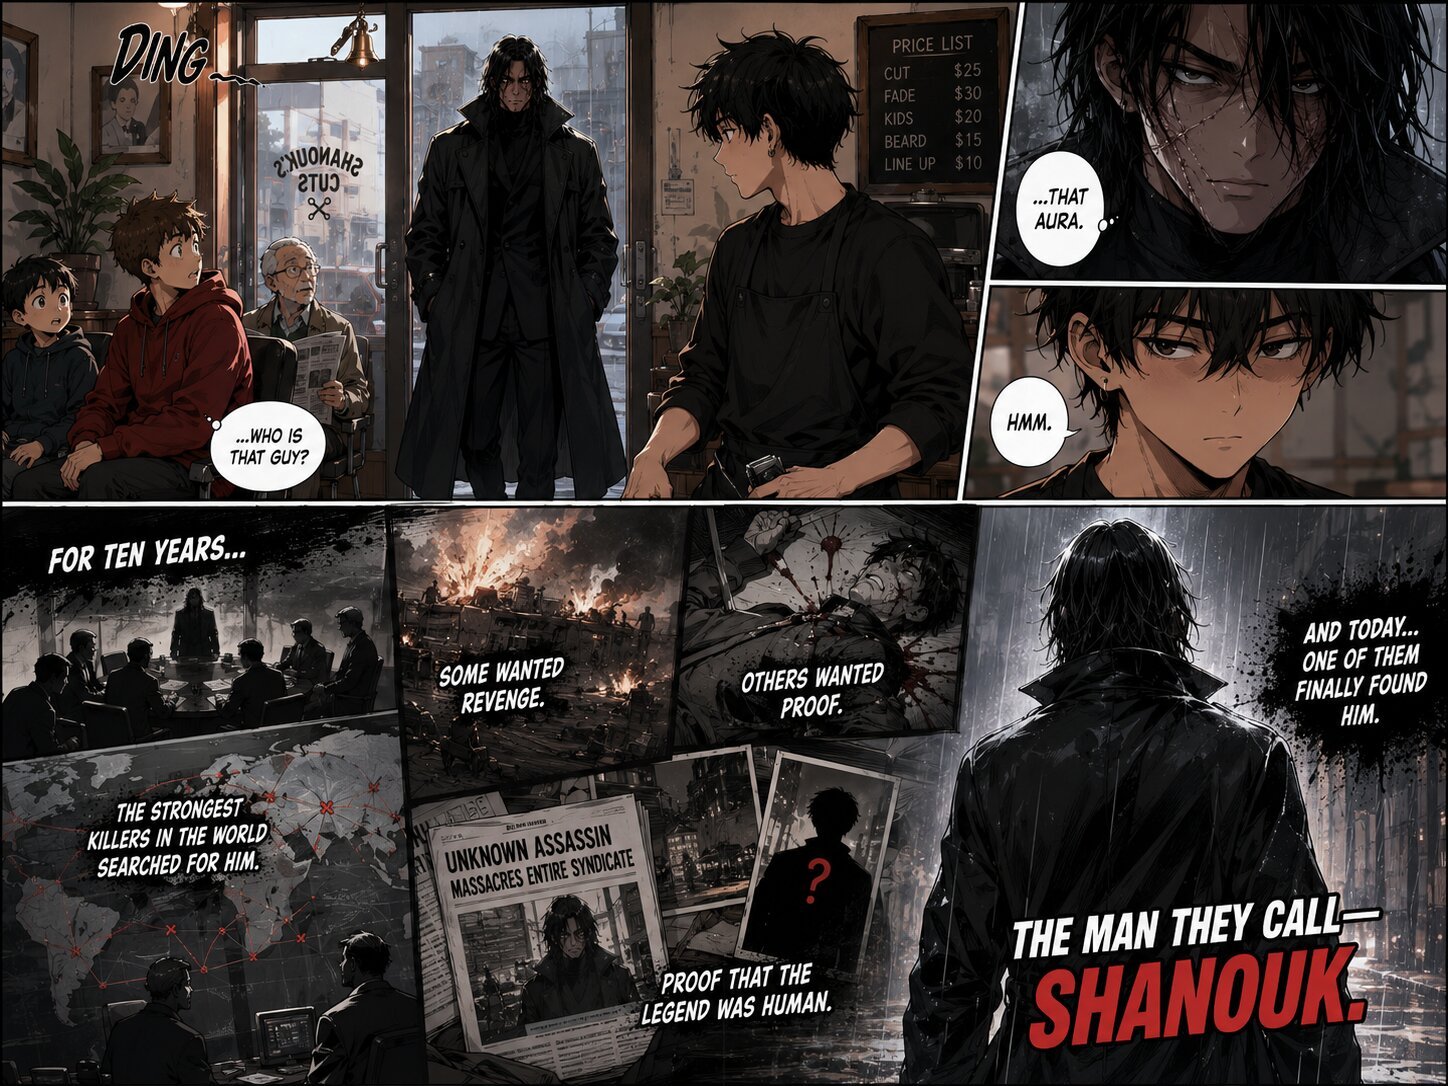 DING
SHANOUK'S
CUTS
PRICE LIST
CUT $25
FADE $30
KIDS $20
BEARD $15
LINE UP $10
...WHO IS
THAT GUY?
...THAT
AURA.
HMM.
FOR TEN YEARS...
THE STRONGEST
KILLERS IN THE WORLD
SEARCHED FOR HIM.
SOME WANTED
REVENGE.
OTHERS WANTED
PROOF.
UNKNOWN ASSASSIN
MASSACRES ENTIRE SYNDICATE
?
PROOF THAT THE
LEGEND WAS HUMAN.
AND TODAY...
ONE OF THEM
FINALLY FOUND
HIM.
THE MAN THEY CALL—
SHANOUK.